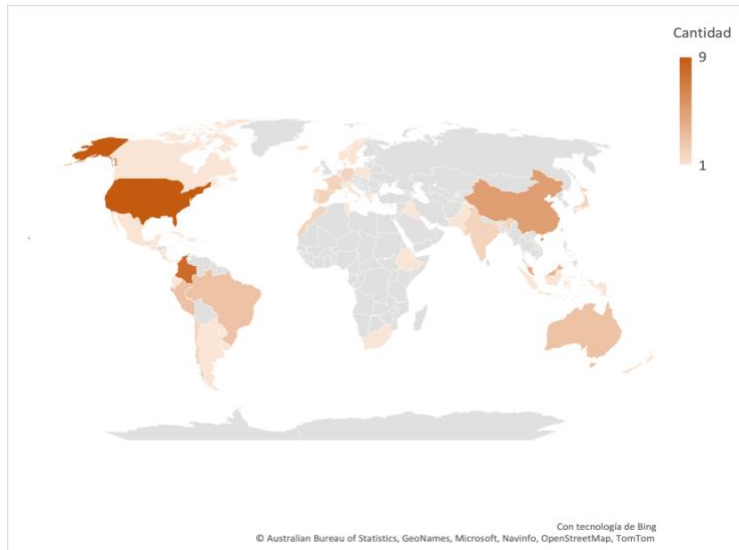 Cantidad
9
1
Con tecnología de Bing
© Australian Bureau of Statistics, GeoNames, Microsoft, Navinfo, OpenStreetMap, TomTom